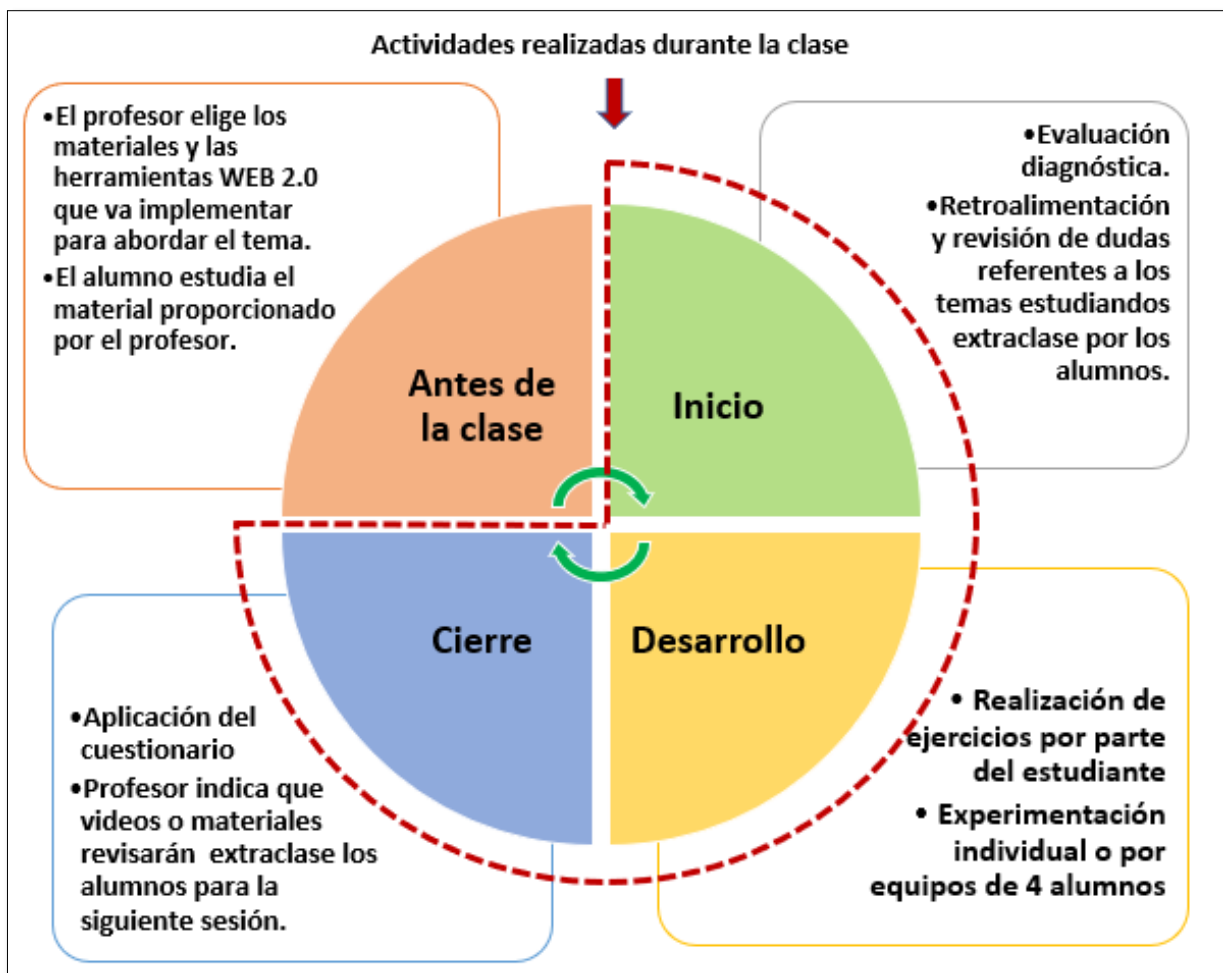 Actividades realizadas durante la clase
•El profesor elige los
materiales y las
herramientas WEB 2.0
que va implementar
para abordar el tema.
•El alumno estudia el
material proporcionado
por el profesor.
•Evaluación
diagnóstica.
•Retroalimentación
y revisión de dudas
referentes a los
temas estudiandos
extraclase por los
alumnos.
Antes de
la clase
Inicio
Cierre
Desarrollo
•Aplicación del
cuestionario
•Profesor indica que
videos o materiales
revisarán extraclase los
alumnos para la
siguiente sesión.
• Realización de
ejercicios por parte
del estudiante
• Experimentación
individual o por
equipos de 4 alumnos